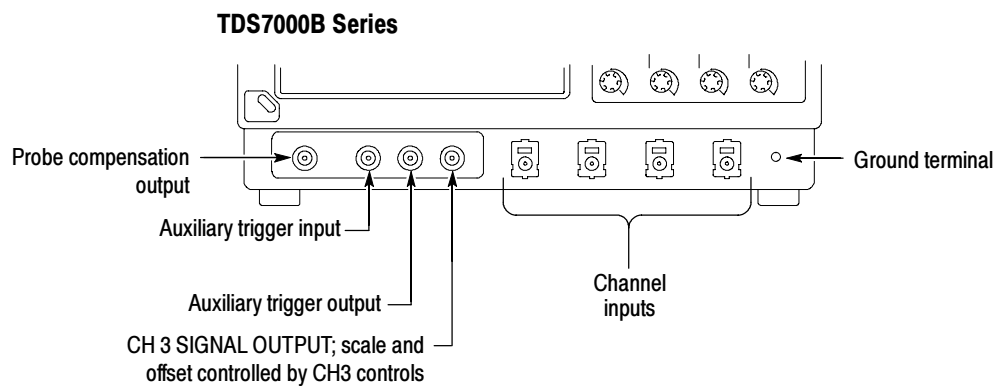 TDS7000B Series
Probe compensation
output
Ground terminal
Auxiliary trigger input
Channel
inputs
Auxiliary trigger output
CH 3 SIGNAL OUTPUT; scale and
offset controlled by CH3 controls